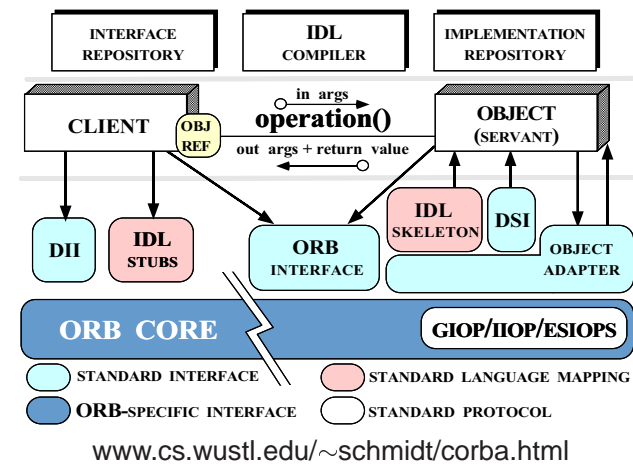 INTERFACE
REPOSITORY
IDL
COMPILER
IMPLEMENTATION
REPOSITORY
CLIENT
OBJ
REF
in args
operation()
out args + return value
OBJECT
(SERVANT)
DII
IDL
STUBS
ORB
INTERFACE
IDL
SKELETON
DSI
OBJECT
ADAPTER
ORB CORE
GIOP/IIOP/ESIOPS
STANDARD INTERFACE
STANDARD LANGUAGE MAPPING
ORB-SPECIFIC INTERFACE
STANDARD PROTOCOL
www.cs.wustl.edu/∼schmidt/corba.html